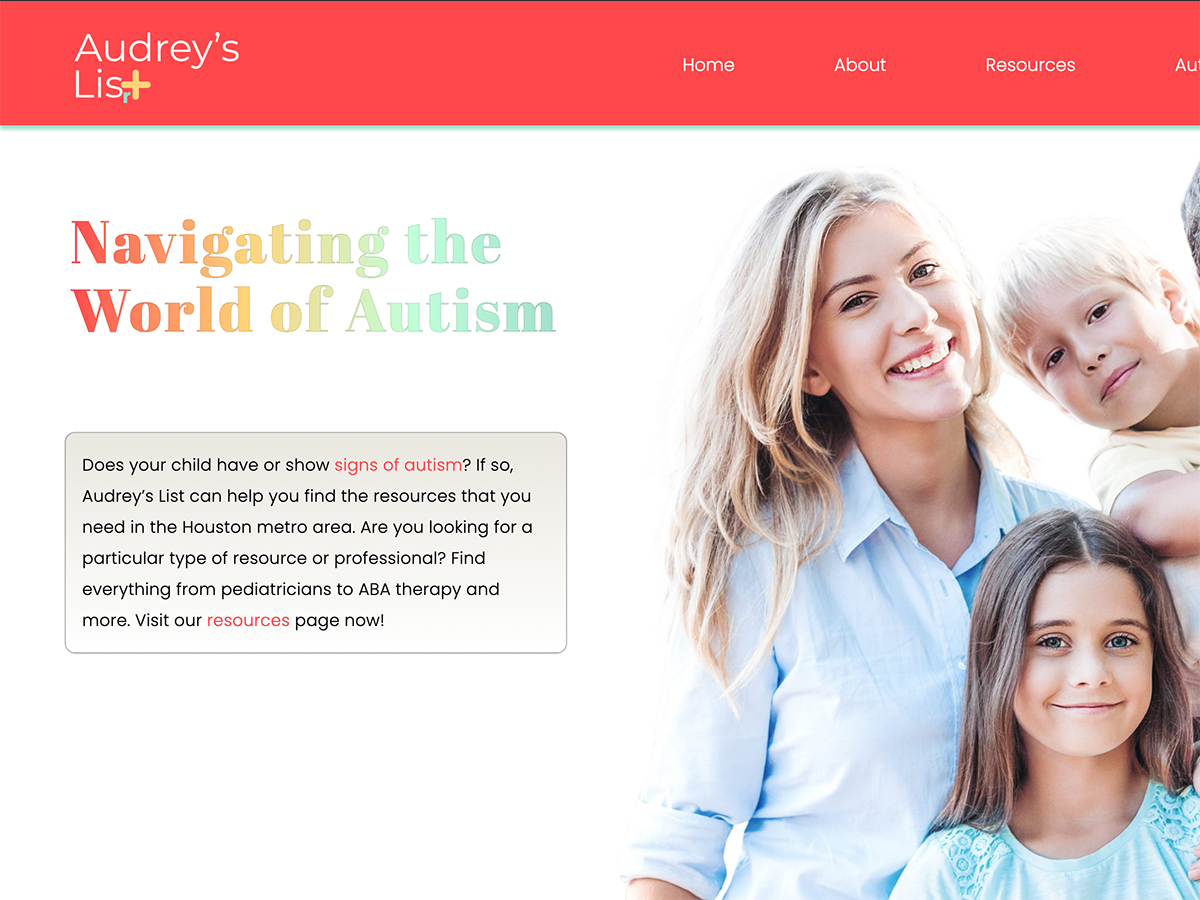 Audrey’s
List
Home
About
Resources
Navigating the
World of Autism
Does your child have or show signs of autism? If so,
Audrey’s List can help you find the resources that you
need in the Houston metro area. Are you looking for a
particular type of resource or professional? Find
everything from pediatricians to ABA therapy and
more. Visit our resources page now!